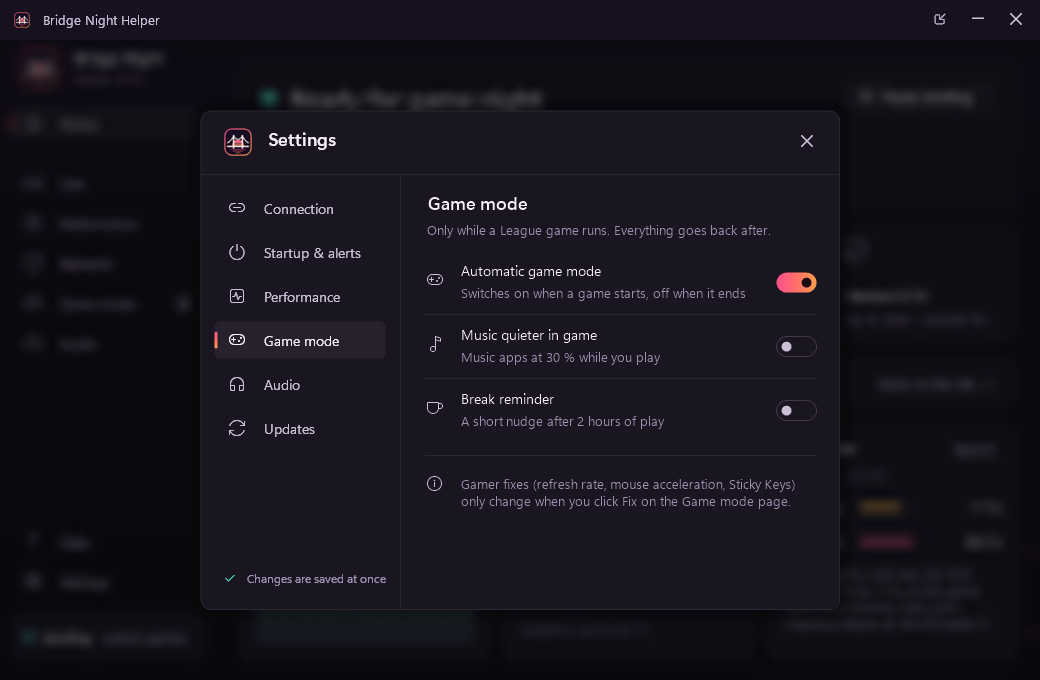 Bridge Night Helper
Ready for game night
Settings
Connection
Startup & alerts
Performance
Game mode
Audio
Updates
Changes are saved at once
Game mode
Only while a League game runs. Everything goes back after.
Automatic game mode
Switches on when a game starts, off when it ends
Music quieter in game
Music apps at 30 % while you play
Break reminder
A short nudge after 2 hours of play
Gamer fixes (refresh rate, mouse acceleration, Sticky Keys)
only change when you click Fix on the Game mode page.